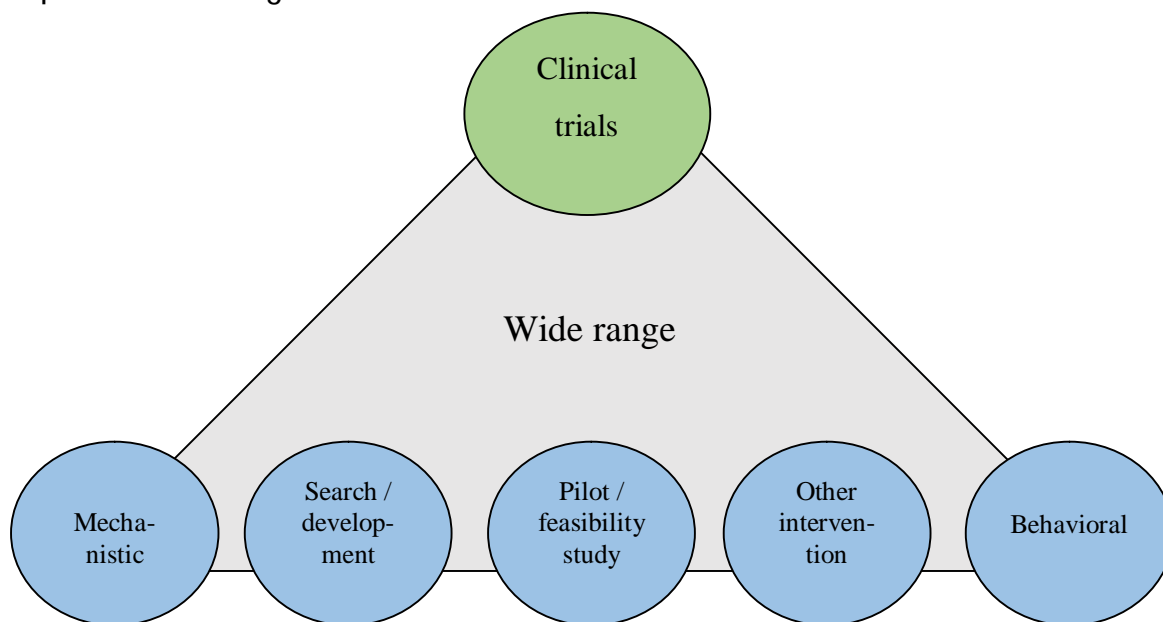 Clinical
trials
Wide range
Mecha-
nistic
Search /
develop-
ment
Pilot /
feasibility
study
Other
interven-
tion
Behavioral